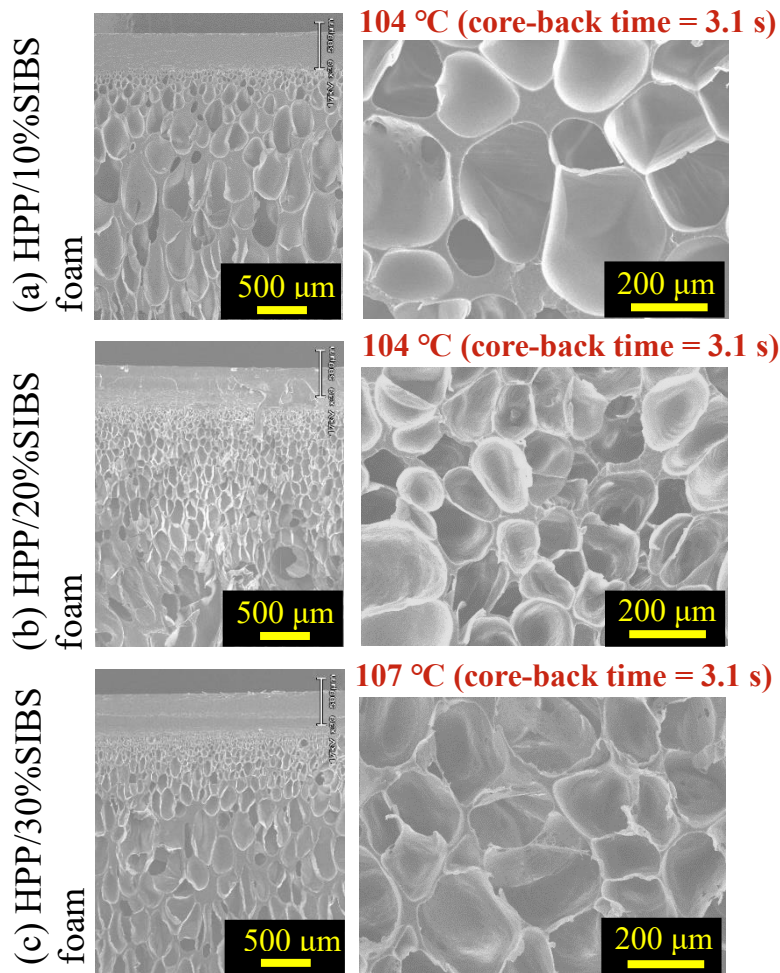 (a) HPP/10%SIBS
foam
104 °C (core-back time = 3.1 s)
500 µm
200 µm
(b) HPP/20%SIBS
foam
104 °C (core-back time = 3.1 s)
500 µm
200 µm
(c) HPP/30%SIBS
foam
107 °C (core-back time = 3.1 s)
500 µm
200 µm